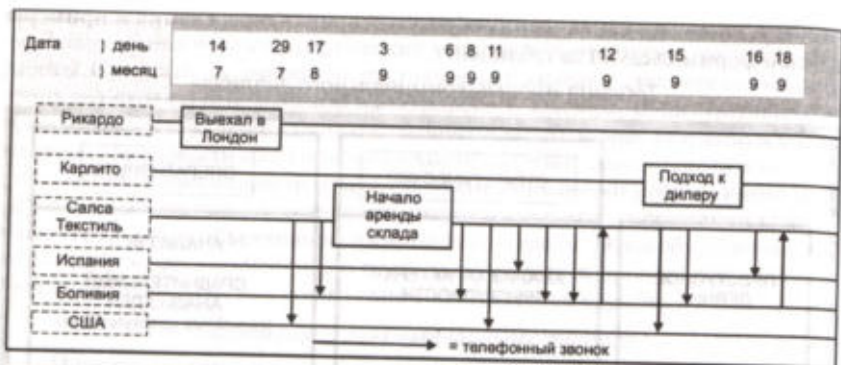 Дата } день 14 29 17 3 6 8 11 12 15 16 18
} месяц 7 7 8 9 9 9 9 9 9 9 9
Рикардо
Выехал в
Лондон
Карлито
Подход к
дилеру
Салса
Текстиль
Начало
аренды
склада
Испания
Боливия
США
= телефонный звонок